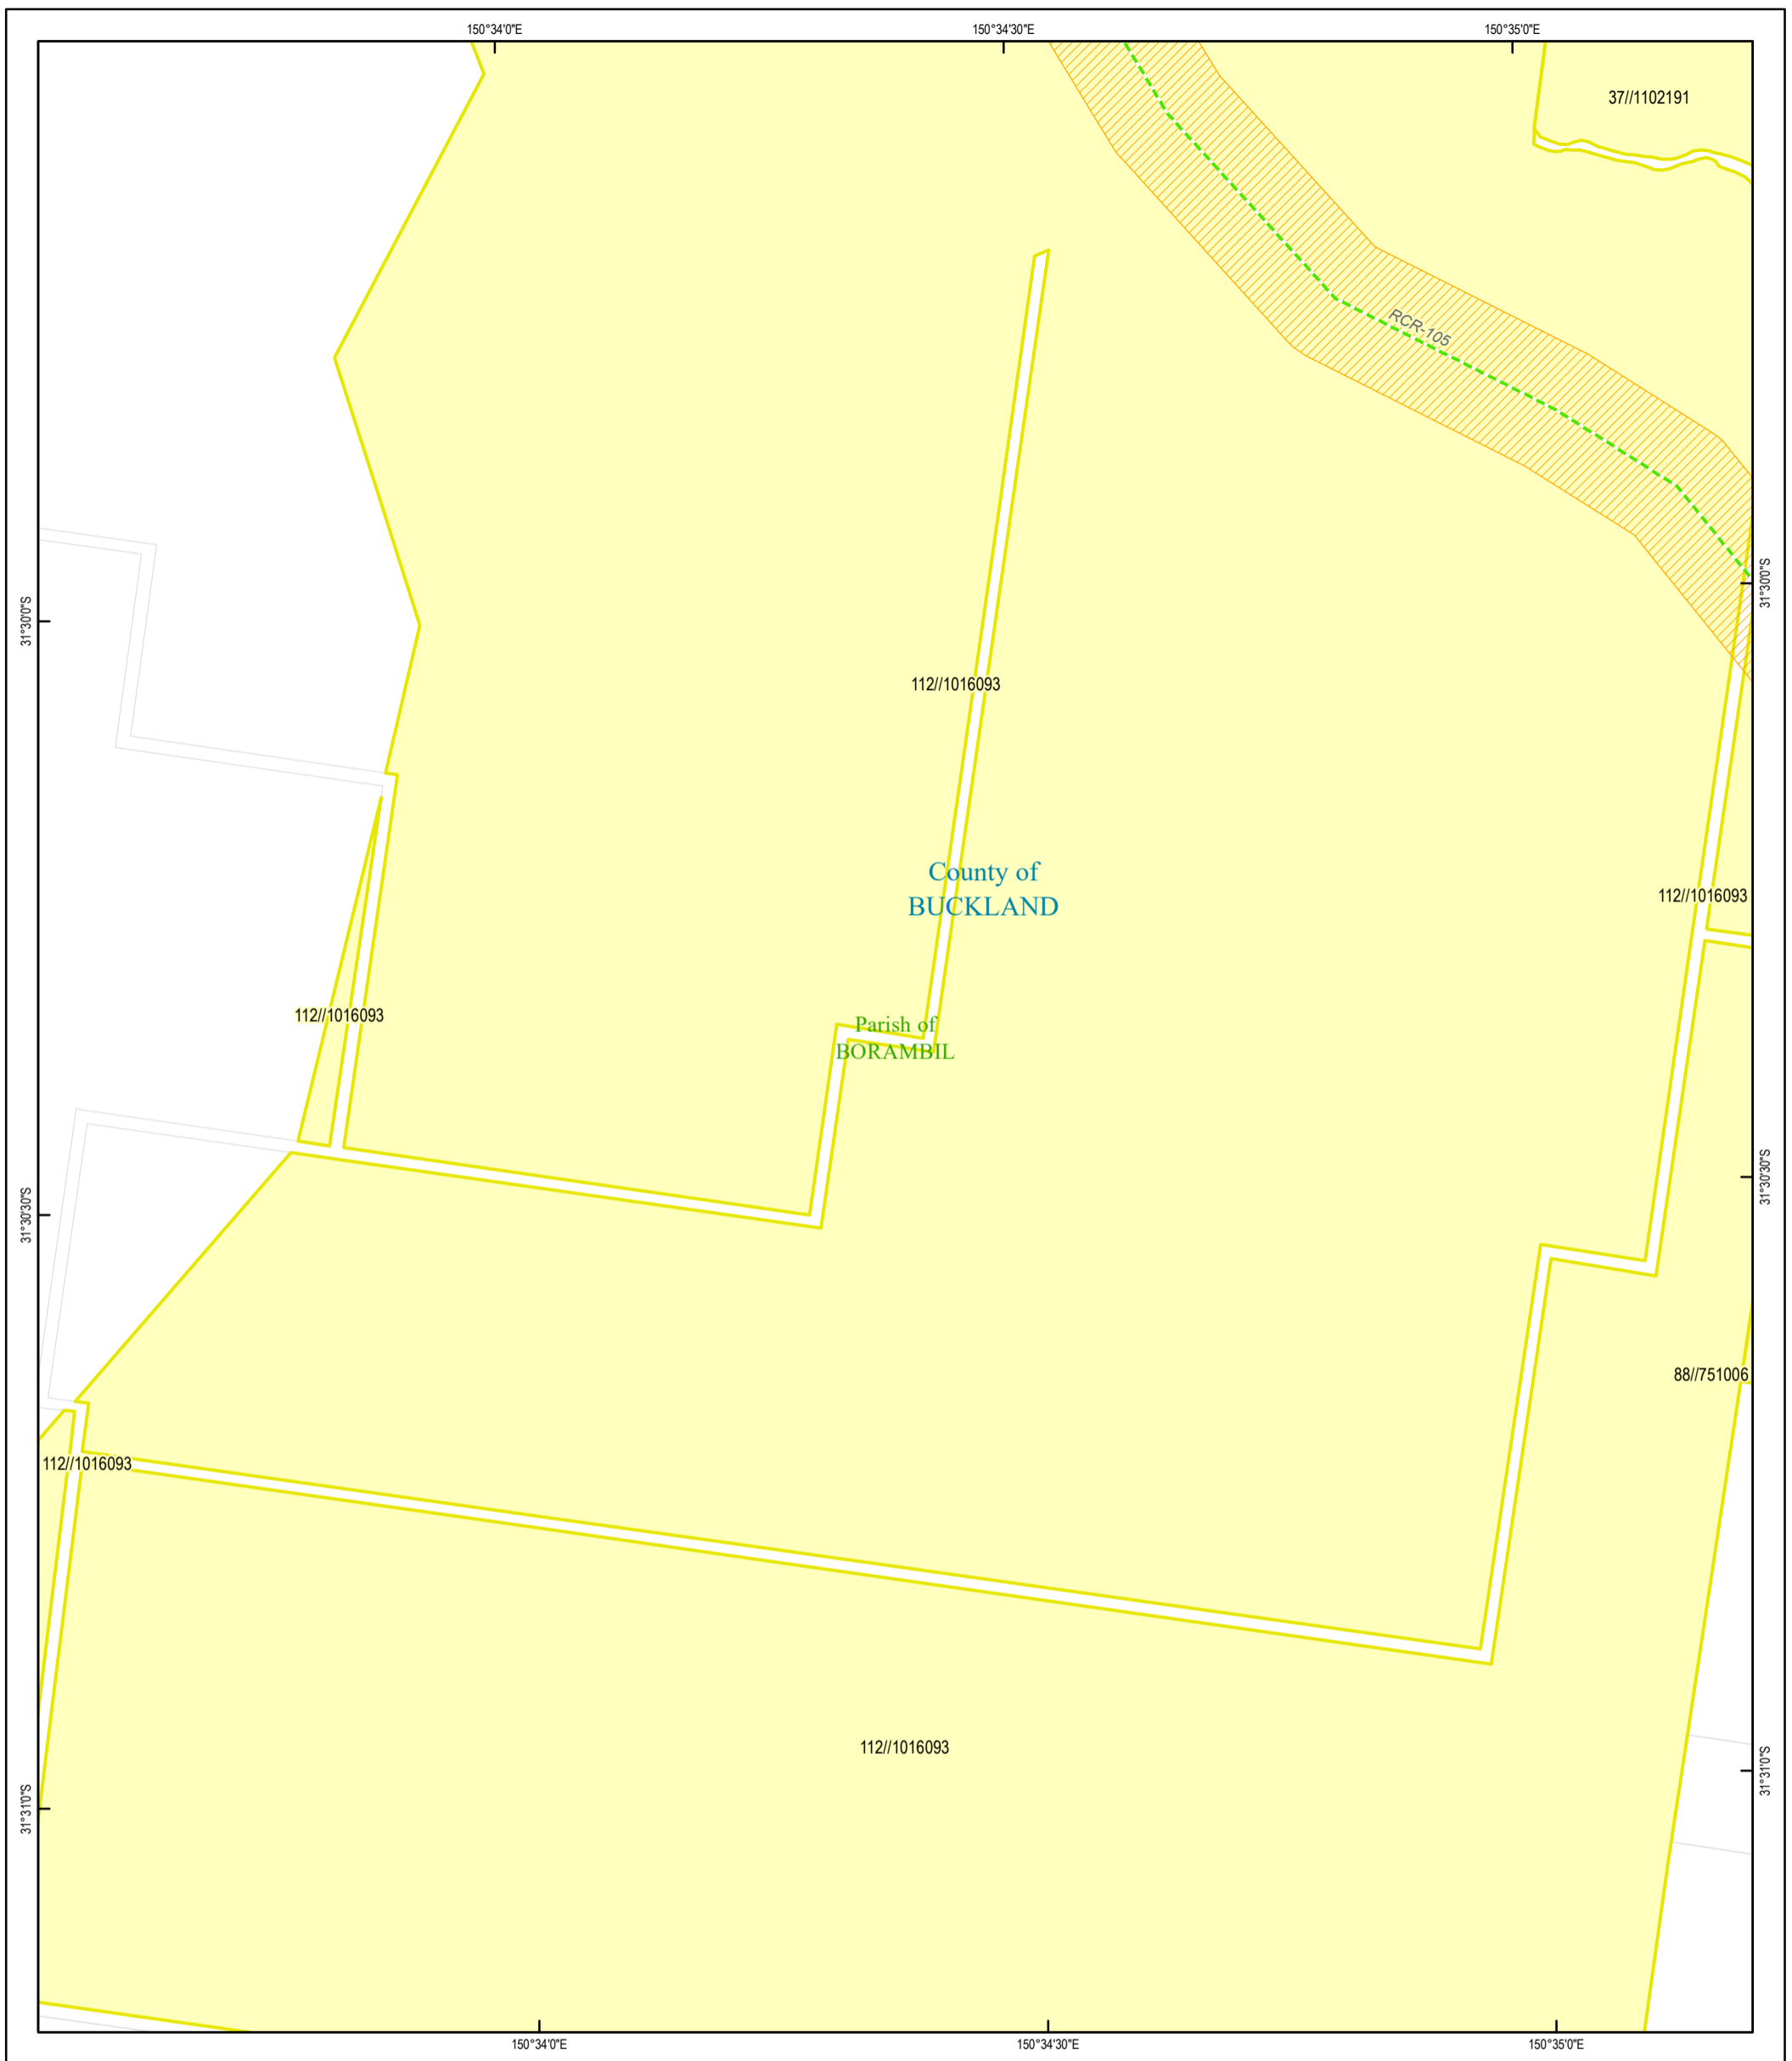 150°34'0"E
150°34'30"E
150°35'0"E
37//1102191
RCR-105
31°30'0"S
31°30'0"S
112//1016093
County of
BUCKLAND
112//1016093
112//1016093
Parish of
BORAMBIL
31°30'30"S
31°30'30"S
88//751006
112//1016093
112//1016093
31°31'0"S
31°31'0"S
150°34'0"E
150°34'30"E
150°35'0"E